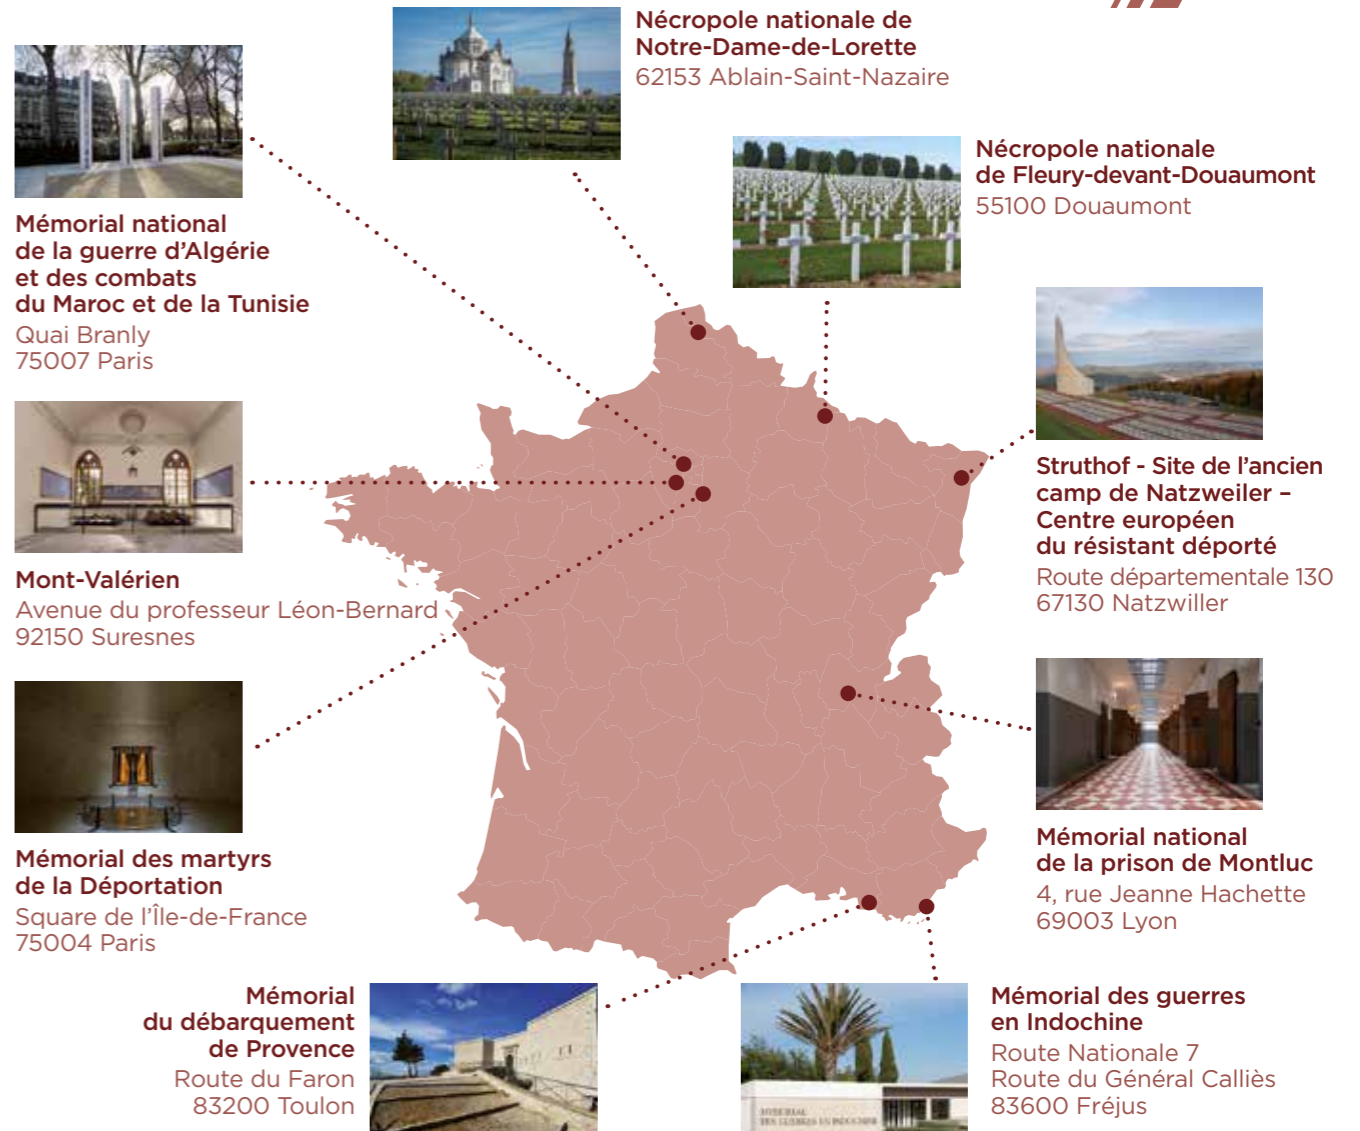 Nécropole nationale de
Notre-Dame-de-Lorette
62153 Ablain-Saint-Nazaire
Nécropole nationale
de Fleury-devant-Douaumont
55100 Douaumont
Mémorial national
de la guerre d’Algérie
et des combats
du Maroc et de la Tunisie
Quai Branly
75007 Paris
Struthof - Site de l’ancien
camp de Natzweiler –
Centre européen
du résistant déporté
Route départementale 130
67130 Natzwiller
Mont-Valérien
Avenue du professeur Léon-Bernard
92150 Suresnes
Mémorial national
de la prison de Montluc
4, rue Jeanne Hachette
69003 Lyon
Mémorial des martyrs
de la Déportation
Square de l’Île-de-France
75004 Paris
Mémorial
du débarquement
de Provence
Route du Faron
83200 Toulon
Mémorial des guerres
en Indochine
Route Nationale 7
Route du Général Calliès
83600 Fréjus
MEMORIAL
DES GUERRES EN INDOCHINE